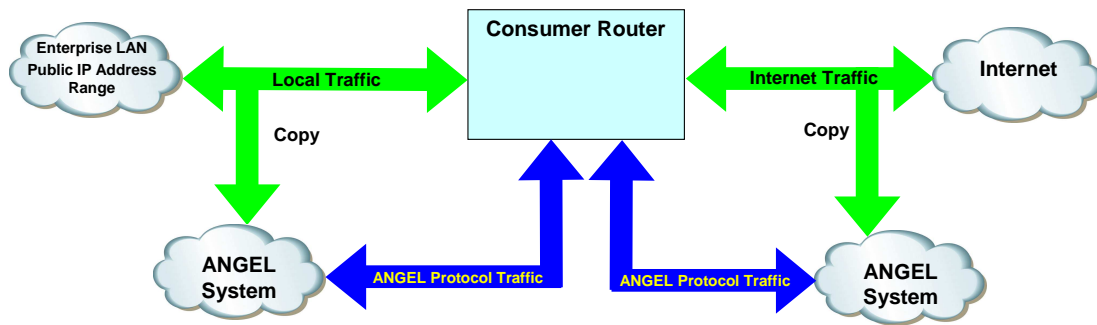 Enterprise LAN
Public IP Address
Range
Local Traffic
Copy
Consumer Router
Internet Traffic
Internet
Copy
ANGEL
System
ANGEL Protocol Traffic
ANGEL Protocol Traffic
ANGEL
System